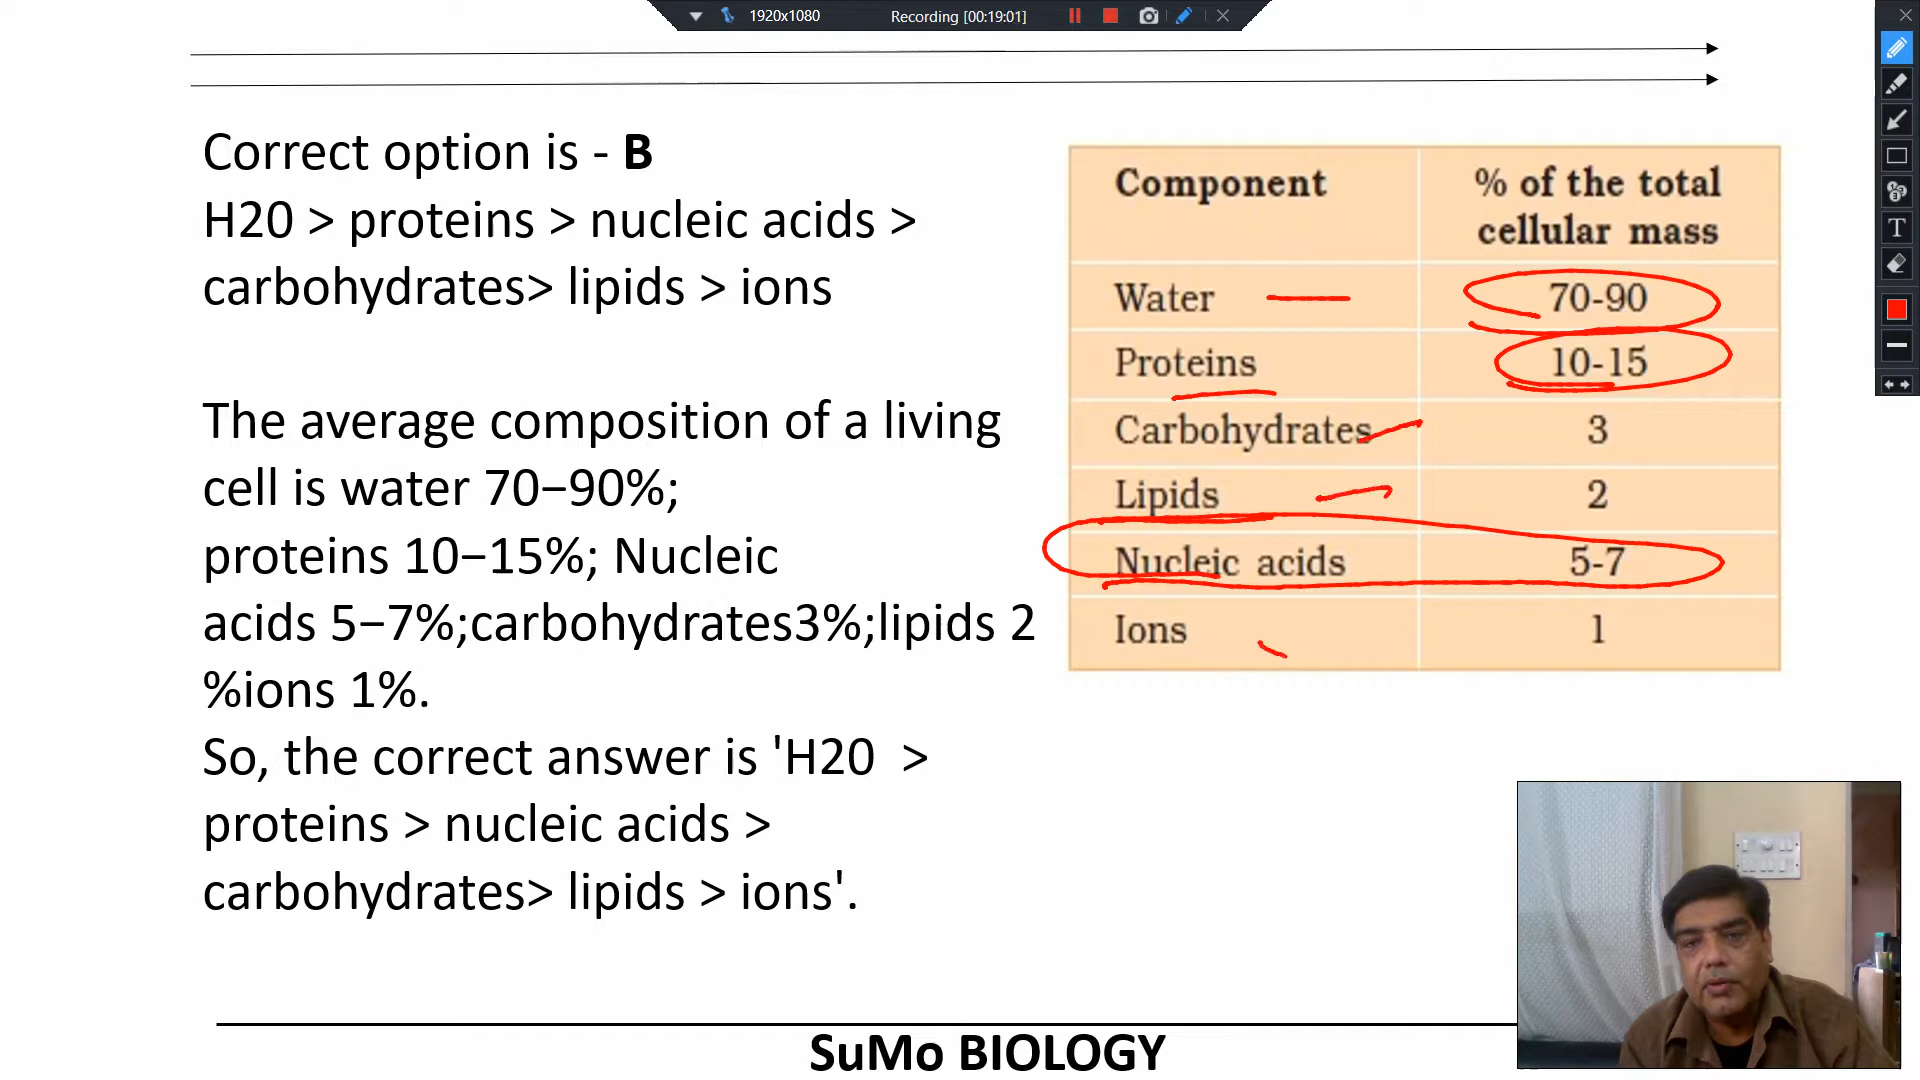 1920x1080
Recording [00:19:01]
Correct option is - B
H20 > proteins > nucleic acids >
carbohydrates> lipids > ions
The average composition of a living
cell is water 70−90%;
proteins 10−15%; Nucleic
acids 5−7%;carbohydrates3%;lipids 2
%ions 1%.
So, the correct answer is 'H20  >
proteins > nucleic acids >
carbohydrates> lipids > ions'.
Component % of the total
cellular mass
Water 70-90
Proteins 10-15
Carbohydrates 3
Lipids 2
Nucleic acids 5-7
Ions 1
T
SuMo BIOLOGY